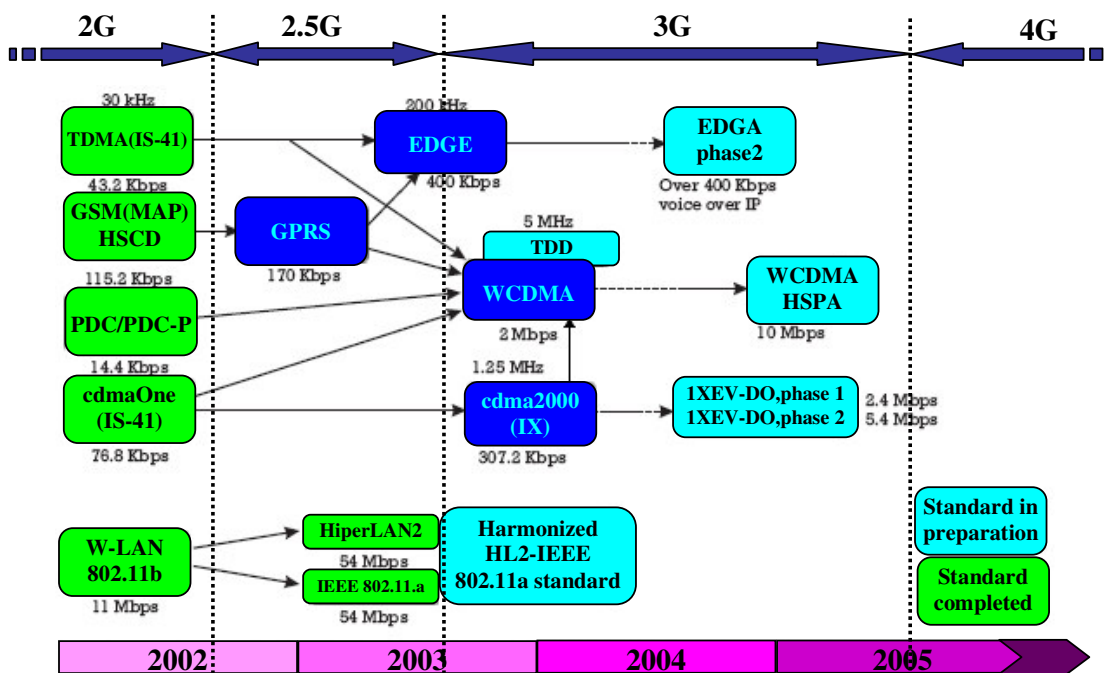 2G
2.5G
3G
4G
30 kHz
TDMA(IS-41)
43.2 Kbps
200 kHz
EDGE
400 Kbps
EDGA
phase2
Over 400 Kbps
voice over IP
GSM(MAP)
HSCD
115.2 Kbps
GPRS
170 Kbps
5 MHz
TDD
WCDMA
2 Mbps
WCDMA
HSPA
10 Mbps
PDC/PDC-P
14.4 Kbps
cdmaOne
(IS-41)
76.8 Kbps
1.25 MHz
cdma2000
(IX)
307.2 Kbps
1XEV-DO,phase 1
1XEV-DO,phase 2
2.4 Mbps
5.4 Mbps
W-LAN
802.11b
11 Mbps
HiperLAN2
54 Mbps
IEEE 802.11.a
54 Mbps
Harmonized
HL2-IEEE
802.11a standard
Standard in
preparation
Standard
completed
2002
2003
2004
2005